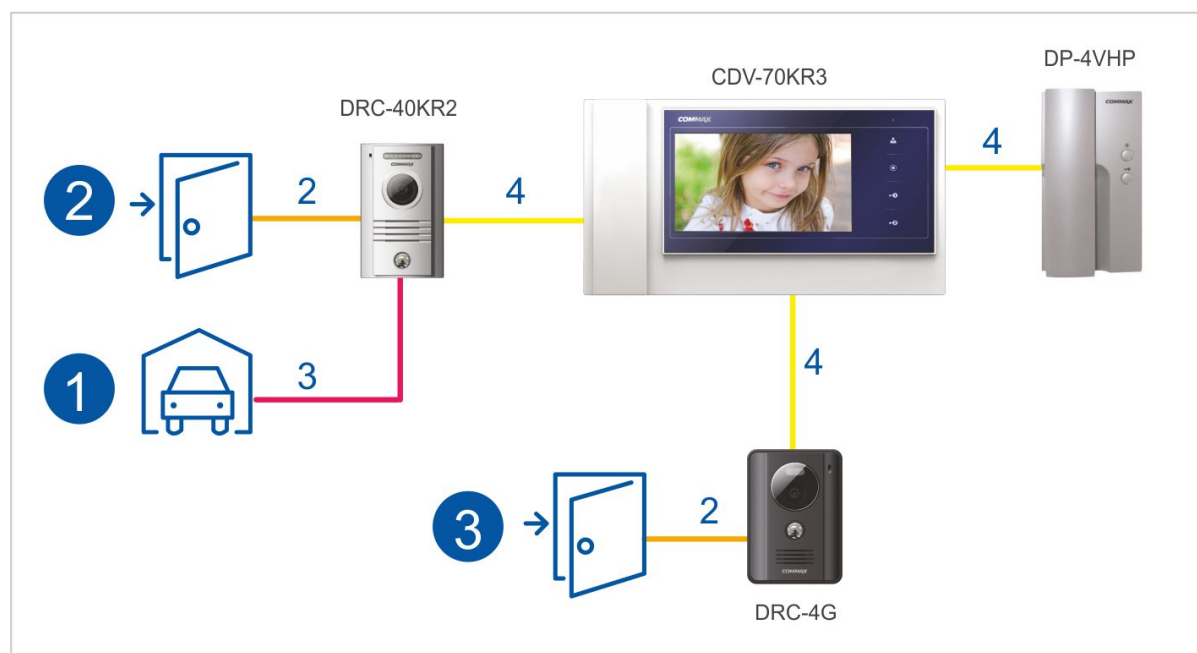 DP-4VHP
CDV-70KR3
DRC-40KR2
COMMAX
COMMAX
COMMAX
4
2
2
4
1
3
4
3
2
COMMAX
DRC-4G